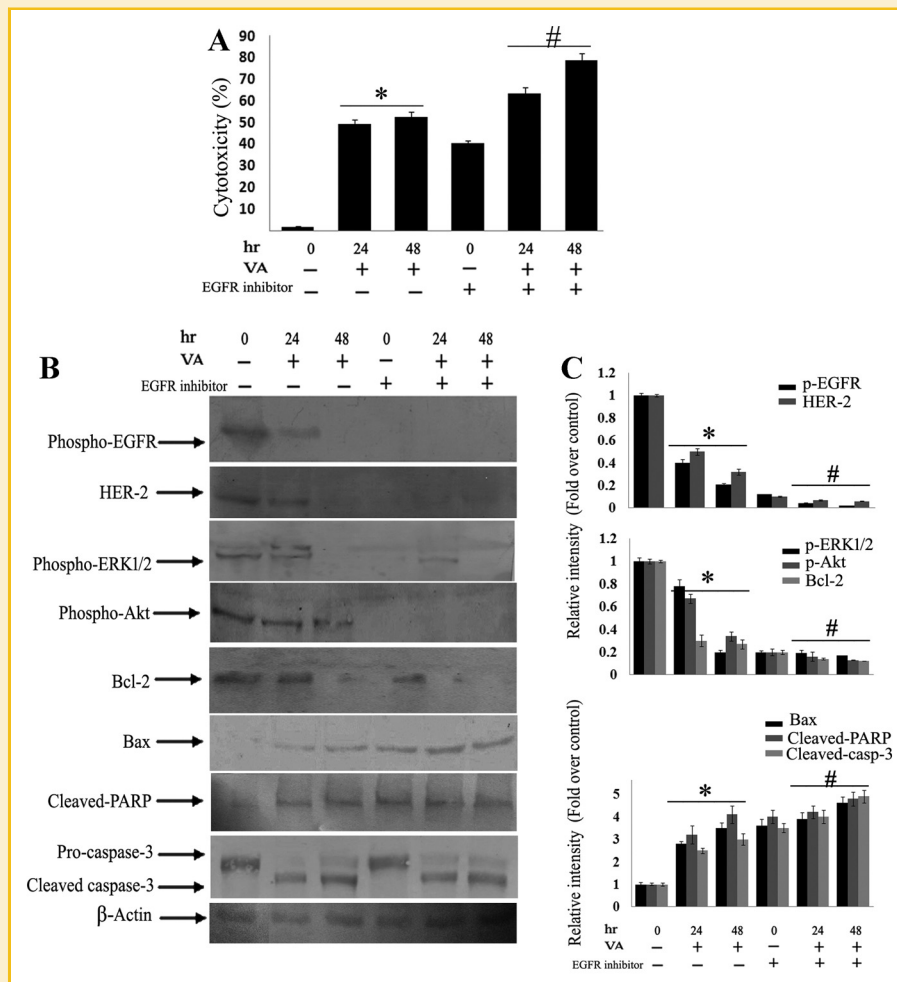 A
Cytotoxicity (%)
90
80
70
60
50
40
30
20
10
*
#
hr 0 24 48 0 24 48
VA – + + – + +
EGFR inhibitor – – – + + +
B
hr 0 24 48 0 24 48
VA – + + – + +
EGFR inhibitor – – – + + +
Phospho-EGFR
HER-2
Phospho-ERK1/2
Phospho-Akt
Bcl-2
Bax
Cleaved-PARP
Pro-caspase-3
Cleaved caspase-3
β-Actin
C
Relative intensity (Fold over control)
1.2
1
0.8
0.6
0.4
0.2
0
p-EGFR
HER-2
*
#
1.2
1
0.8
0.6
0.4
0.2
0
p-ERK1/2
p-Akt
Bcl-2
*
#
Relative intensity (Fold over control)
5
4
3
2
1
0
Bax
Cleaved-PARP
Cleaved-casp-3
*
#
hr 0 24 48 0 24 48
VA – + + – + +
EGFR inhibitor – – – + + +